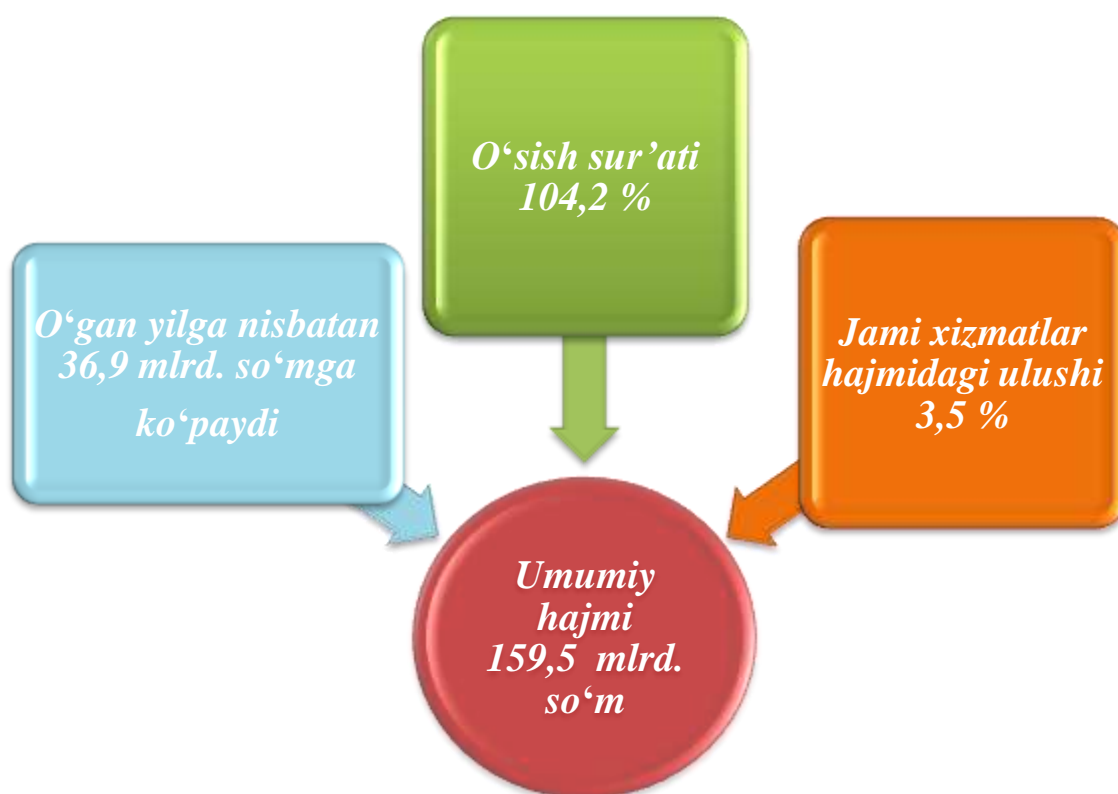 O‘sish sur’ati
104,2 %
O‘gan yilga nisbatan
36,9 mlrd. so‘mga
ko‘paydi
Jami xizmatlar
hajmidagi ulushi
3,5 %
Umumiy
hajmi
159,5 mlrd.
so‘m